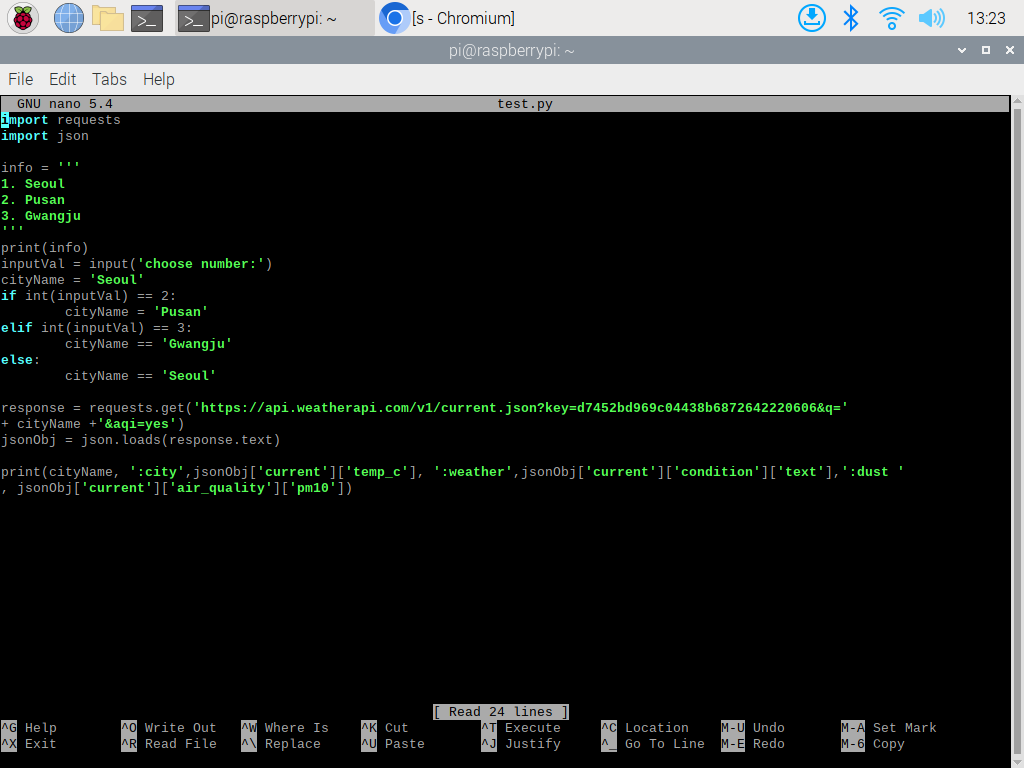 pi@raspberrypi: ~ [s - Chromium] 13:23
pi@raspberrypi: ~
File Edit Tabs Help
GNU nano 5.4 test.py
import requests
import json
info = '''
1. Seoul
2. Pusan
3. Gwangju
'''
print(info)
inputVal = input('choose number:')
cityName = 'Seoul'
if int(inputVal) == 2:
        cityName = 'Pusan'
elif int(inputVal) == 3:
        cityName == 'Gwangju'
else:
        cityName == 'Seoul'
response = requests.get('https://api.weatherapi.com/v1/current.json?key=d7452bd969c04438b6872642220606&q='
+ cityName +'&aqi=yes')
jsonObj = json.loads(response.text)
print(cityName, ':city',jsonObj['current']['temp_c'], ':weather',jsonObj['current']['condition']['text'],':dust '
, jsonObj['current']['air_quality']['pm10'])
[ Read 24 lines ]
^G Help ^O Write Out ^W Where Is ^K Cut ^T Execute ^C Location M-U Undo M-A Set Mark
^X Exit ^R Read File ^\ Replace ^U Paste ^J Justify ^_ Go To Line M-E Redo M-6 Copy